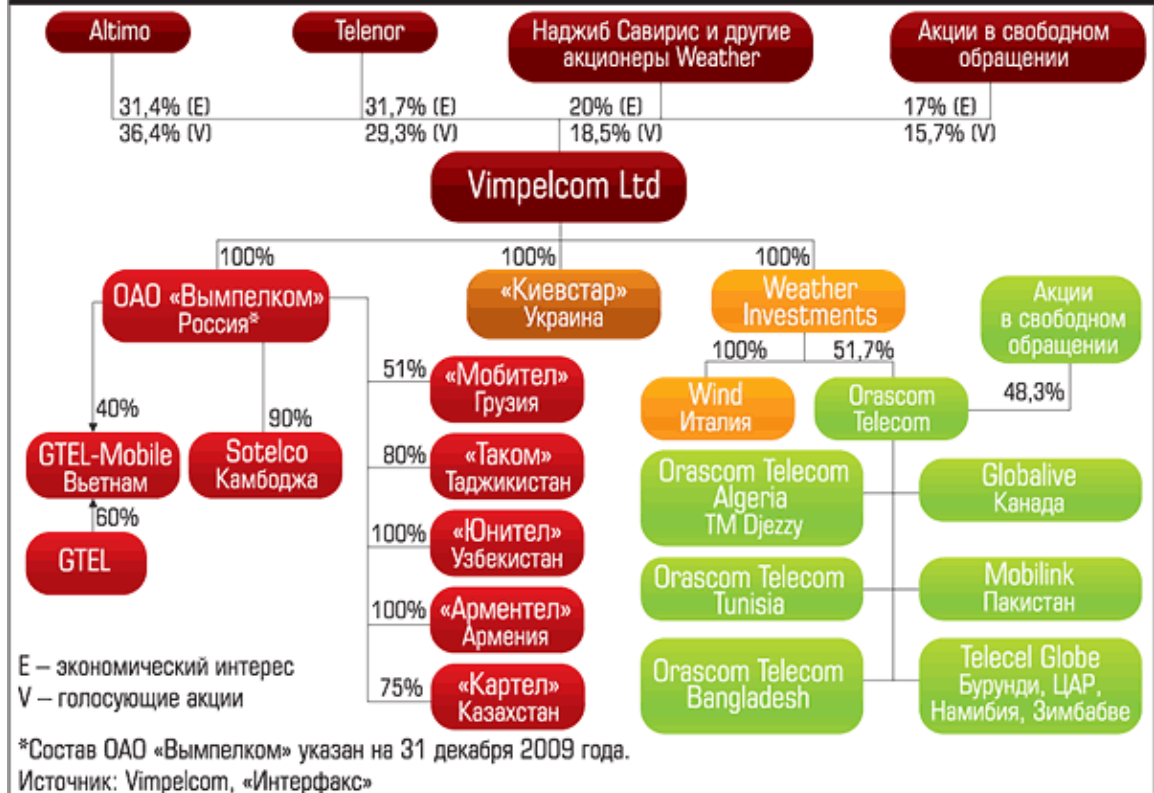 Altimo
Telenor
Наджиб Савирис и другие
акционеры Weather
Акции в свободном
обращении
31,4% (E)
36,4% (V)
31,7% (E)
29,3% (V)
20% (E)
18,5% (V)
17% (E)
15,7% (V)
Vimpelcom Ltd
100%
100%
100%
ОАО «Вымпелком»
Россия*
«Киевстар»
Украина
Weather
Investments
Акции
в свободном
обращении
100%
51,7%
48,3%
Wind
Италия
Orascom
Telecom
40%
90%
GTEL-Mobile
Вьетнам
Sotelco
Камбоджа
60%
GTEL
51%
«Мобител»
Грузия
80%
«Таком»
Таджикистан
100%
«Юнител»
Узбекистан
100%
«Арментел»
Армения
75%
«Картел»
Казахстан
Orascom Telecom
Algeria
TM Djezzy
Globalive
Канада
Orascom Telecom
Tunisia
Mobilink
Пакистан
Orascom Telecom
Bangladesh
Telecel Globe
Бурунди, ЦАР,
Намибия, Зимбабве
E – экономический интерес
V – голосующие акции
*Состав ОАО «Вымпелком» указан на 31 декабря 2009 года.
Источник: Vimpelcom, «Интерфакс»